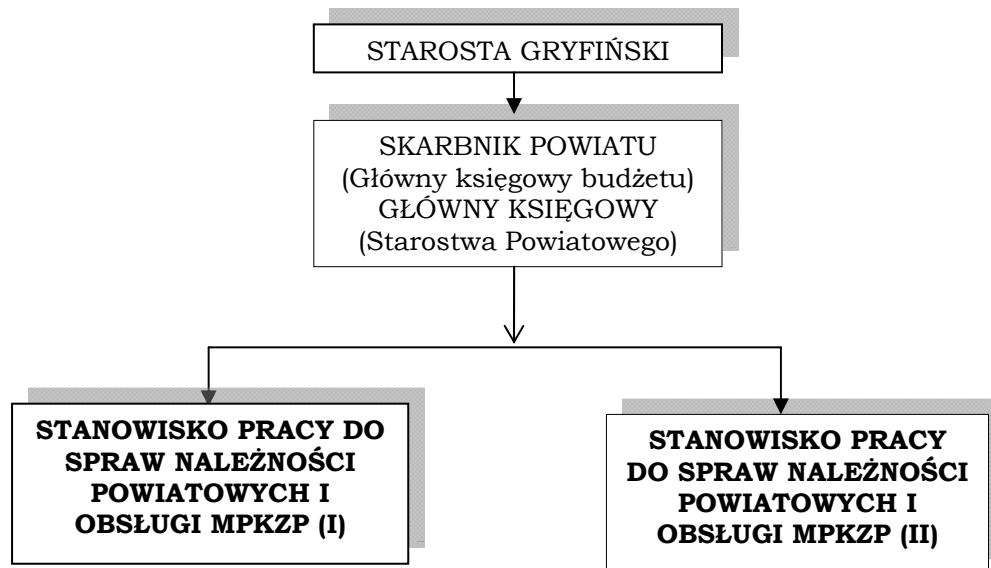 STAROSTA GRYFIŃSKI
SKARBNIK POWIATU
(Główny księgowy budżetu)
GŁÓWNY KSIĘGOWY
(Starostwa Powiatowego)
STANOWISKO PRACY DO
SPRAW NALEŻNOŚCI
POWIATOWYCH I
OBSŁUGI MPKZP (I)
STANOWISKO PRACY
DO SPRAW NALEŻNOŚCI
POWIATOWYCH I
OBSŁUGI MPKZP (II)